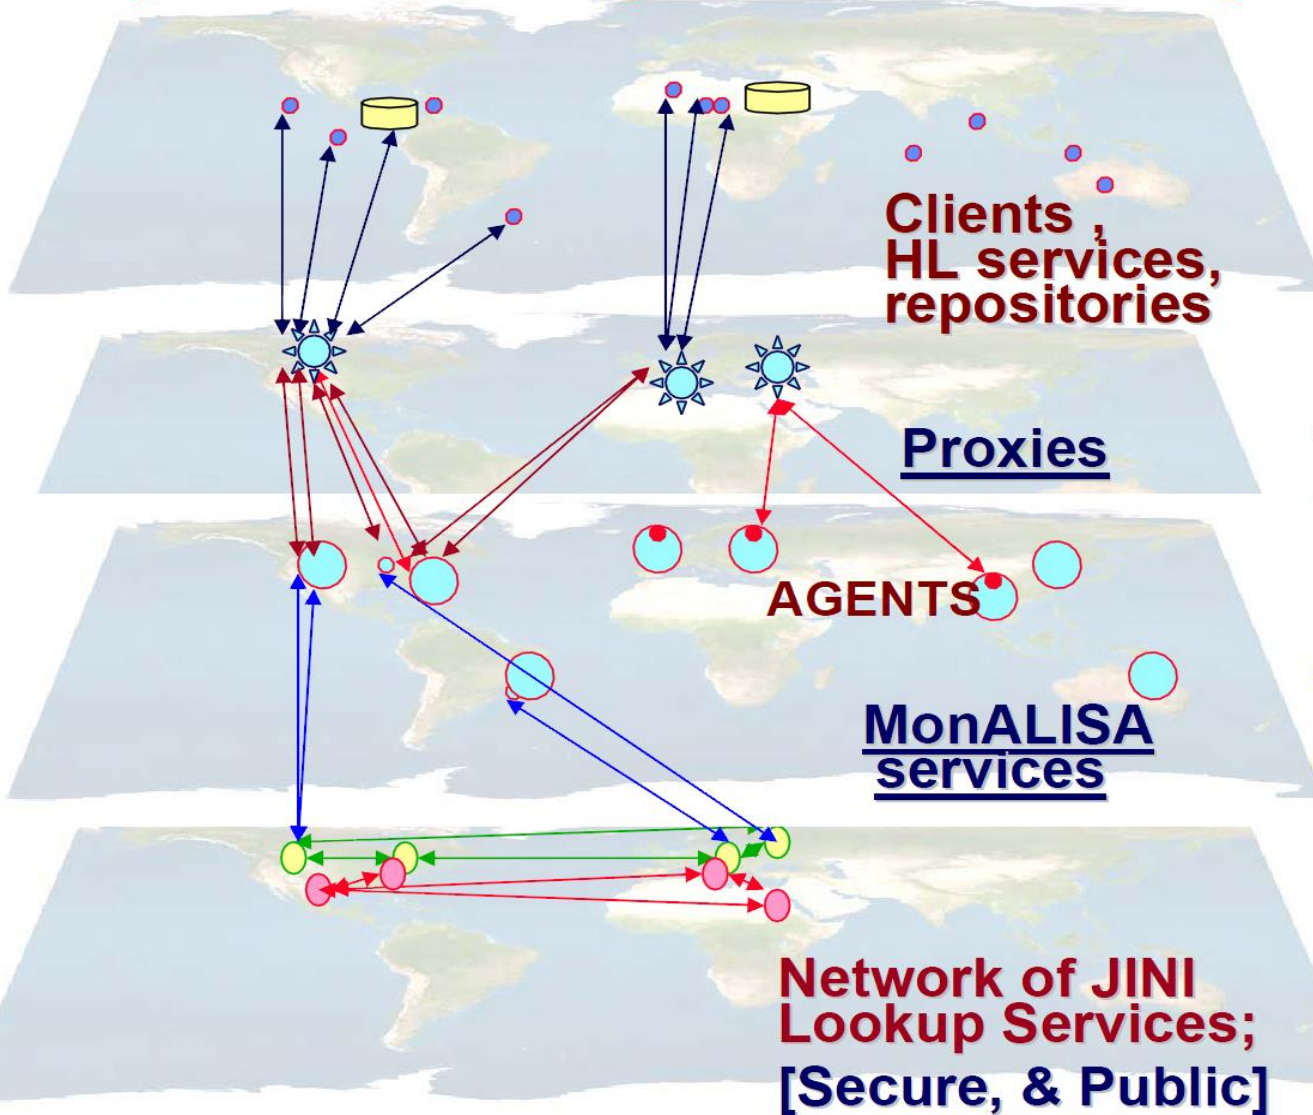 Clients ,
HL services,
repositories
Proxies
AGENTS
MonALISA
services
Network of JINI
Lookup Services;
[Secure, & Public]